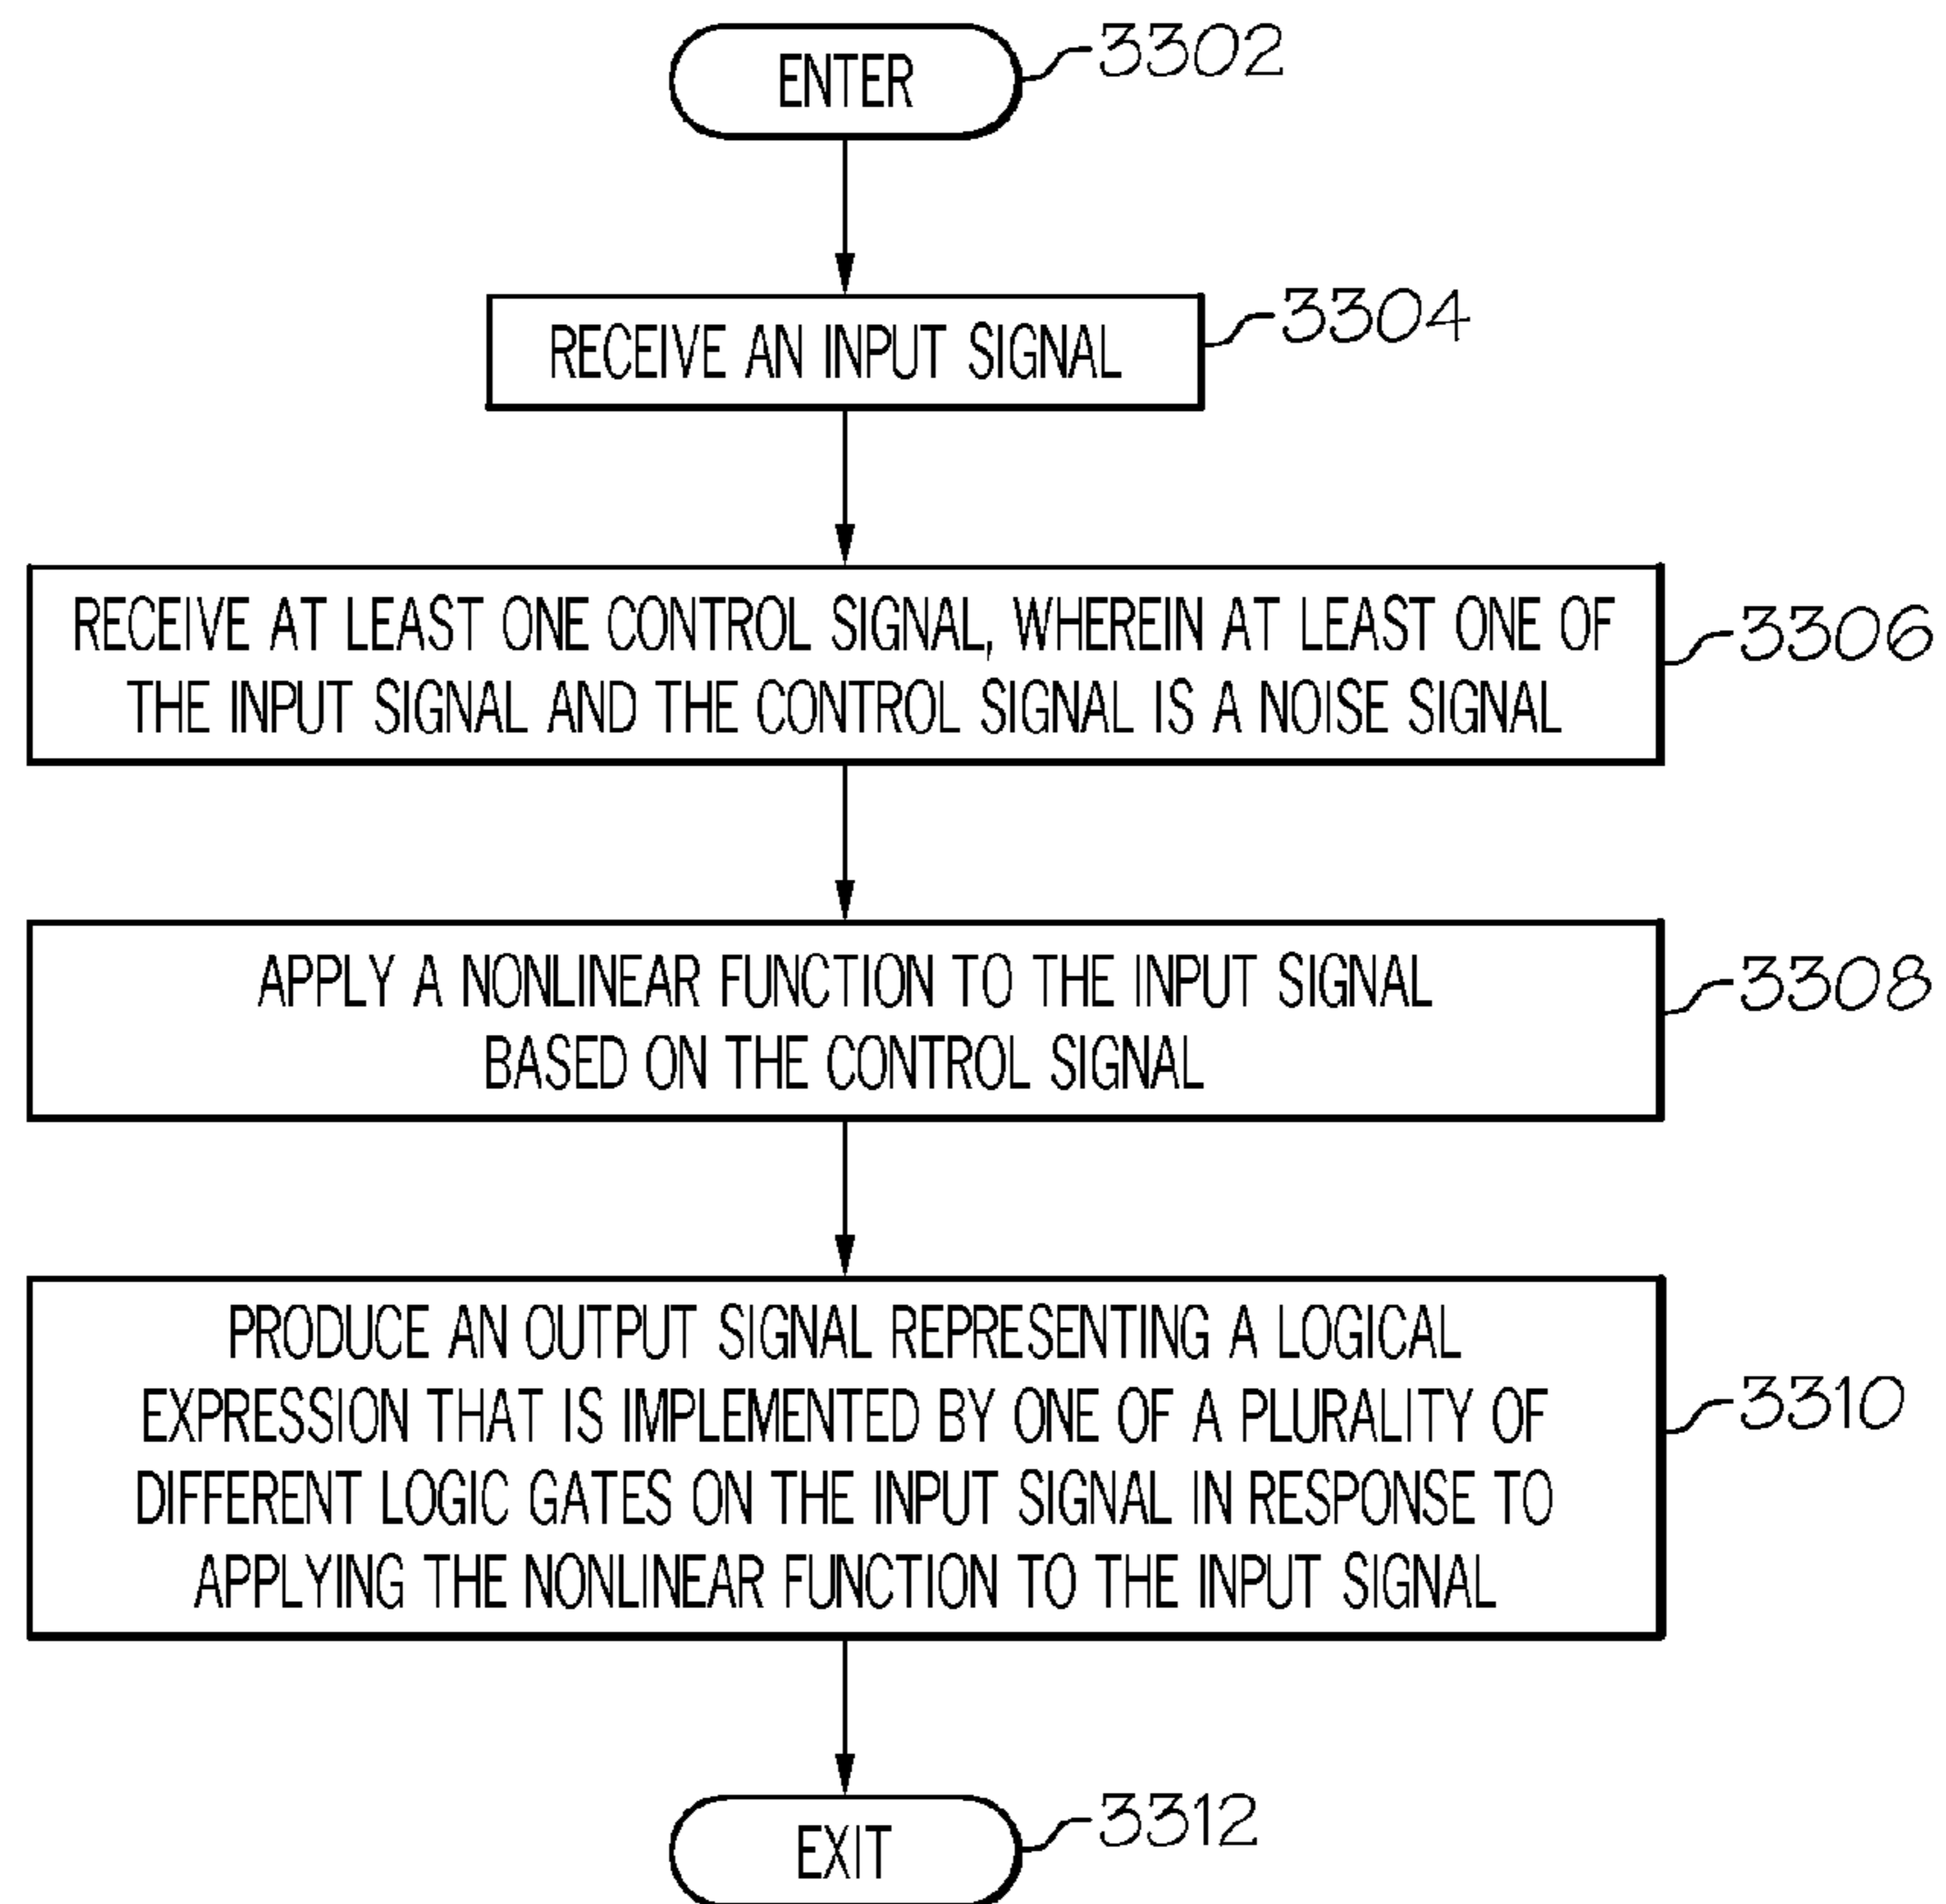 ENTER
3302
RECEIVE AN INPUT SIGNAL
3304
RECEIVE AT LEAST ONE CONTROL SIGNAL, WHEREIN AT LEAST ONE OF
THE INPUT SIGNAL AND THE CONTROL SIGNAL IS A NOISE SIGNAL
3306
APPLY A NONLINEAR FUNCTION TO THE INPUT SIGNAL
BASED ON THE CONTROL SIGNAL
3308
PRODUCE AN OUTPUT SIGNAL REPRESENTING A LOGICAL
EXPRESSION THAT IS IMPLEMENTED BY ONE OF A PLURALITY OF
DIFFERENT LOGIC GATES ON THE INPUT SIGNAL IN RESPONSE TO
APPLYING THE NONLINEAR FUNCTION TO THE INPUT SIGNAL
3310
EXIT
3312